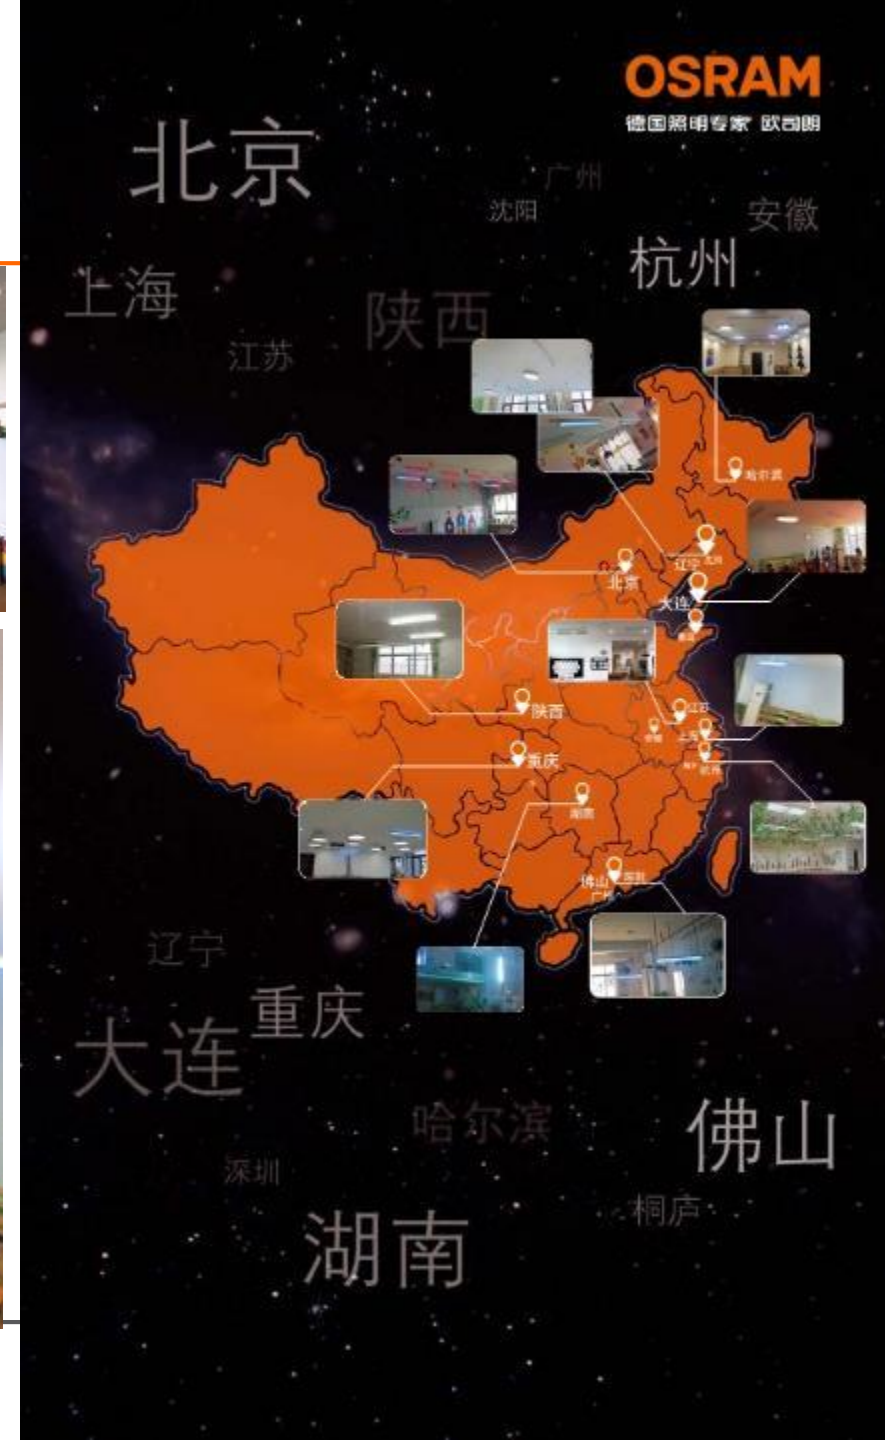 OSRAM
德国照明专家 欧司朗
北京
广州
沈阳
安徽
杭州
上海
陕西
江苏
哈尔滨
辽宁
北京
大连
江苏
陕西
上海
杭州
重庆
湖南
佛山
广州
辽宁
重庆
大连
哈尔滨
佛山
深圳
桐庐
湖南